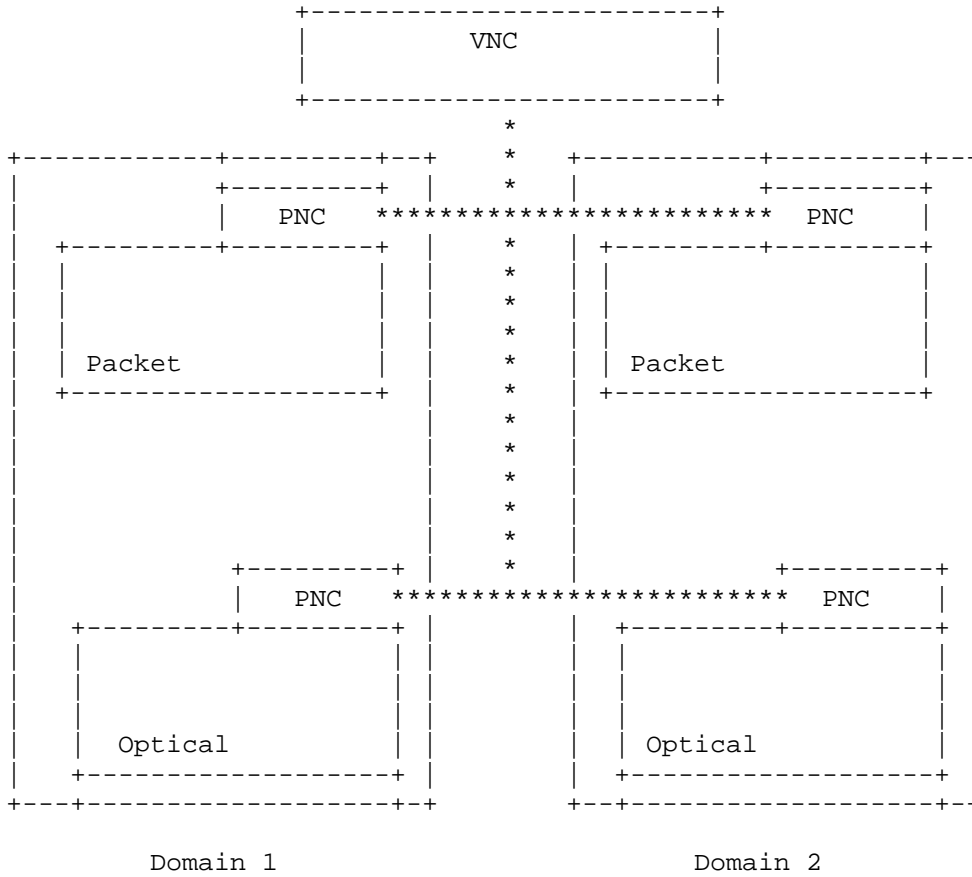 VNC
PNC PNC
Packet Packet
PNC PNC
Optical Optical
Domain 1 Domain 2